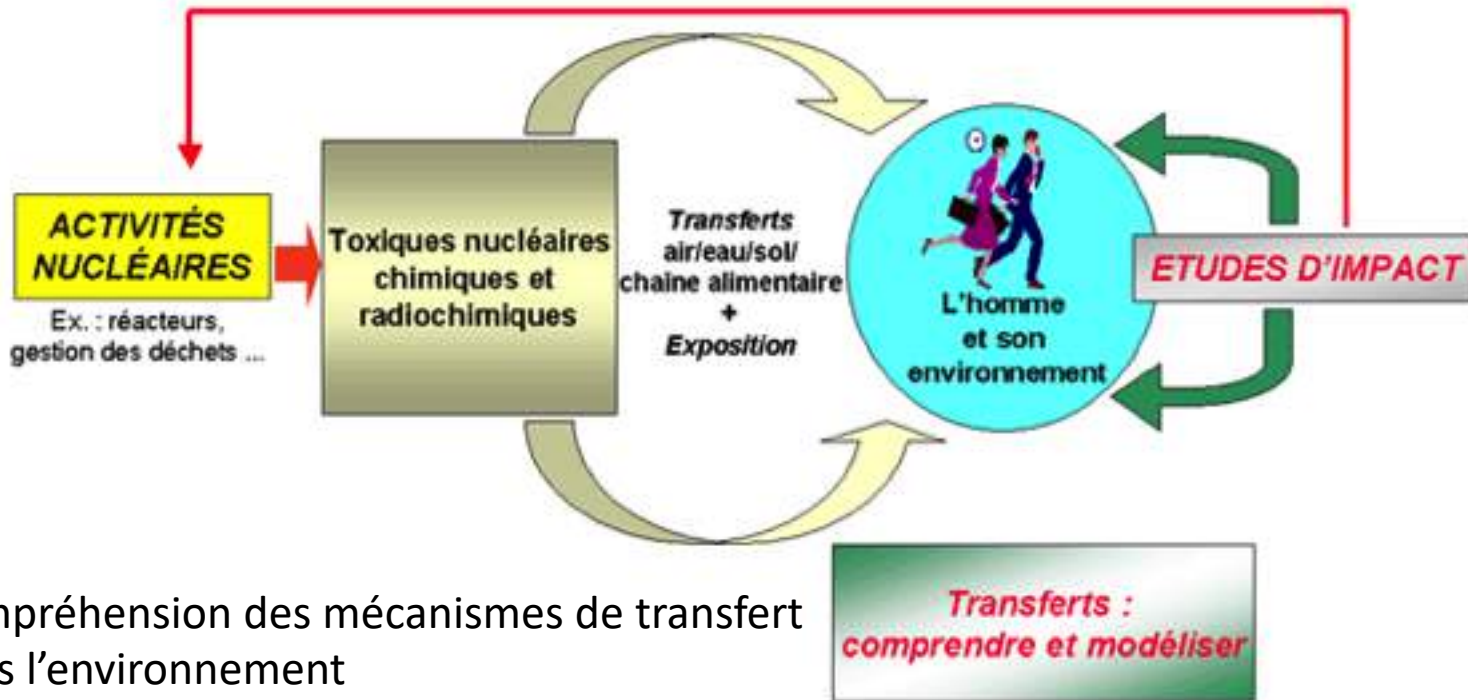 ACTIVITÉS
NUCLÉAIRES
Ex. : réacteurs,
gestion des déchets ...
Toxiques nucléaires
chimiques et
radiochimiques
Transferts
air/eau/sol/
chaine alimentaire
+
Exposition
L'homme
et son
environnement
ETUDES D'IMPACT
mpréhension des mécanismes de transfert
s l’environnement
Transferts :
comprendre et modéliser